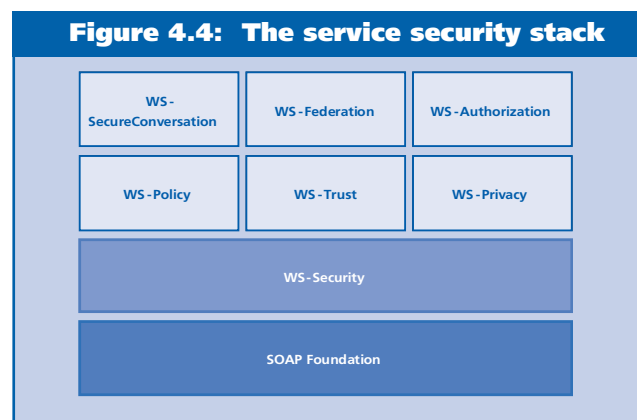 Figure 4.4: The service security stack
WS-
SecureConversation
WS-Federation
WS-Authorization
WS-Policy
WS-Trust
WS-Privacy
WS-Security
SOAP Foundation